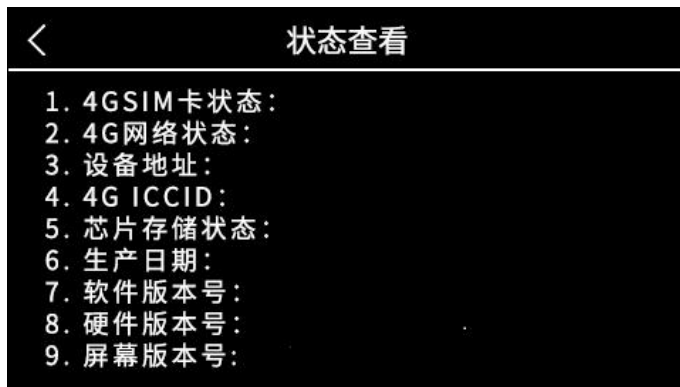 状态查看
1. 4GSIM卡状态:
2. 4G网络状态:
3. 设备地址:
4. 4G ICCID:
5. 芯片存储状态:
6. 生产日期:
7. 软件版本号:
8. 硬件版本号:
9. 屏幕版本号: